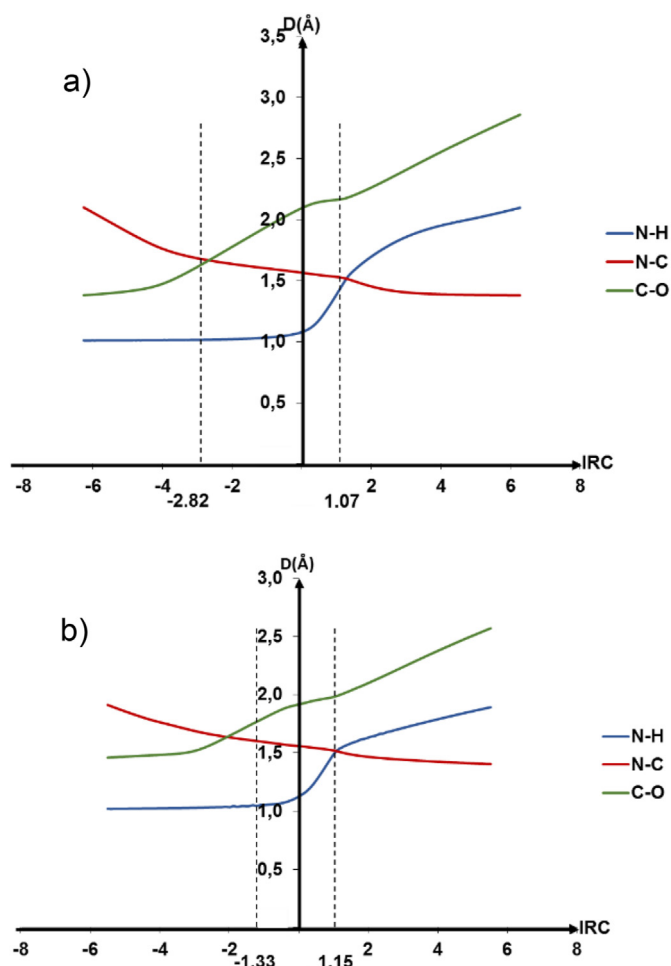 D(Å)
3,5
a)
3,0
2,5
2,0
N-H
N-C
1,5
C-O
1,0
0,5
IRC
-8 -6 -4 -2 2 4 6 8
-2.82 1.07
D(Å)
3,0
b)
2,5
2,0
N-H
1,5
N-C
C-O
1,0
0,5
IRC
-8 -6 -4 -2 2 4 6 8
-1.33 1.15